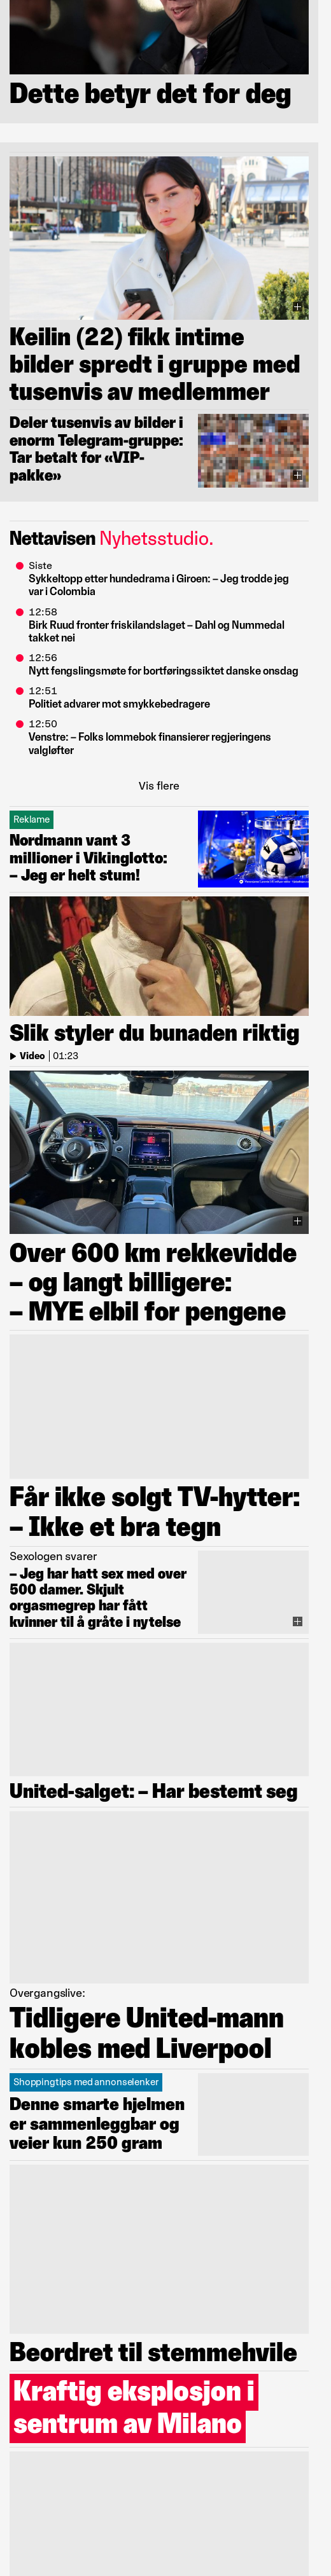 Dette betyr det for deg
Keilin (22) fikk intime
bilder spredt i gruppe med
tusenvis av medlemmer
Deler tusenvis av bilder i
enorm Telegram-gruppe:
Tar betalt for «VIP-
pakke»
Nettavisen Nyhetsstudio.
Siste
Sykkeltopp etter hundedrama i Giroen: – Jeg trodde jeg
var i Colombia
12:58
Birk Ruud fronter friskilandslaget – Dahl og Nummedal
takket nei
12:56
Nytt fengslingsmøte for bortføringssiktet danske onsdag
12:51
Politiet advarer mot smykkebedragere
12:50
Venstre: – Folks lommebok finansierer regjeringens
valgløfter
Vis flere
Reklame
Nordmann vant 3
millioner i Vikinglotto:
– Jeg er helt stum!
Slik styler du bunaden riktig
Video 01:23
Over 600 km rekkevidde
– og langt billigere:
– MYE elbil for pengene
Får ikke solgt TV-hytter:
– Ikke et bra tegn
Sexologen svarer
– Jeg har hatt sex med over
500 damer. Skjult
orgasmegrep har fått
kvinner til å gråte i nytelse
United-salget: – Har bestemt seg
Overgangslive:
Tidligere United-mann
kobles med Liverpool
Shoppingtips med annonselenker
Denne smarte hjelmen
er sammenleggbar og
veier kun 250 gram
Beordret til stemmehvile
Kraftig eksplosjon i
sentrum av Milano